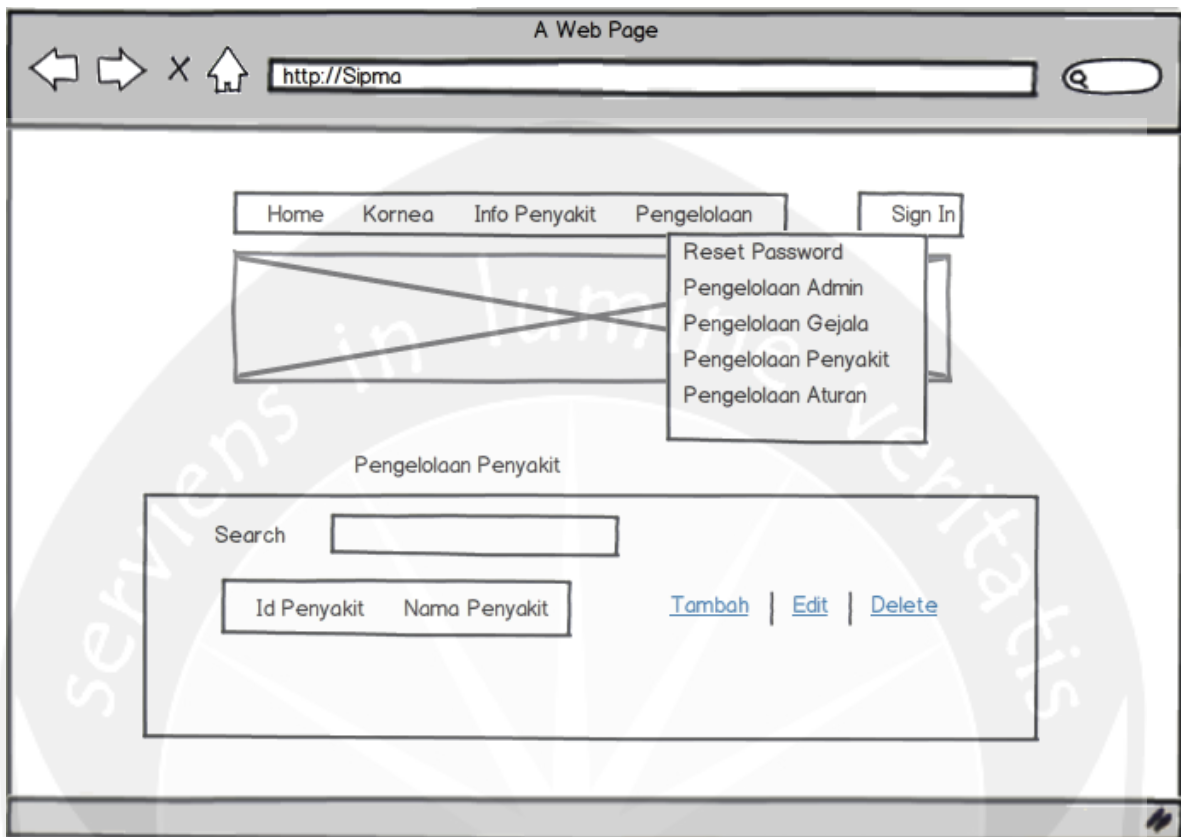 A Web Page
http://Sipma
Home Kornea Info Penyakit Pengelolaan Sign In
Reset Password
Pengelolaan Admin
Pengelolaan Gejala
Pengelolaan Penyakit
Pengelolaan Aturan
Pengelolaan Penyakit
Search
Id Penyakit Nama Penyakit Tambah | Edit | Delete
serviens in lumine veritatis